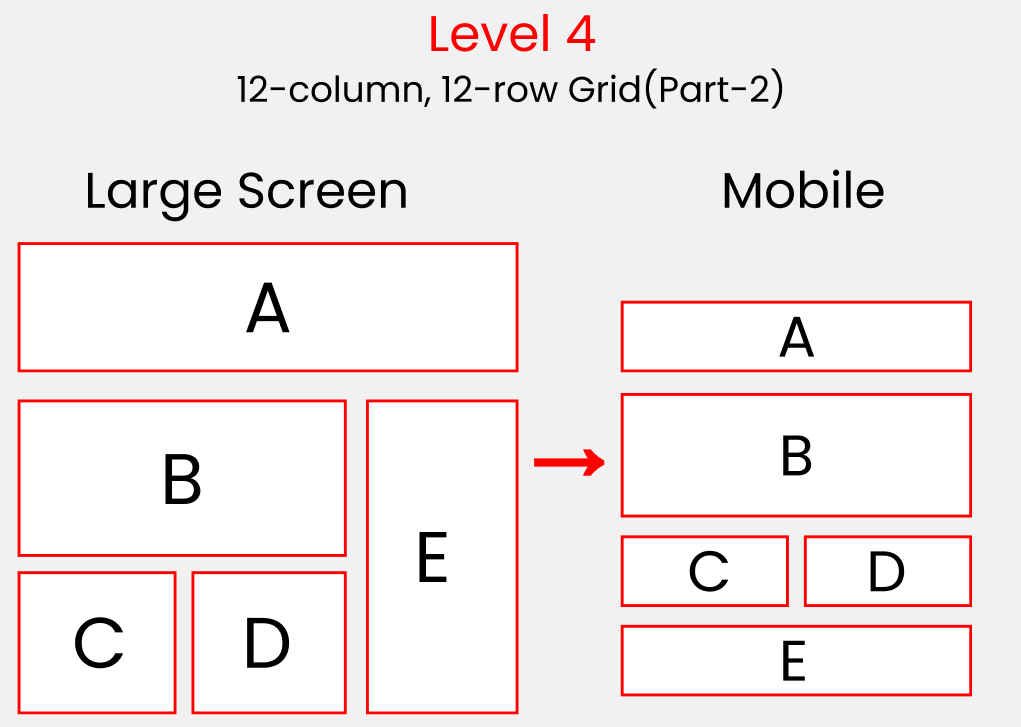 Level 4
12-column, 12-row Grid(Part-2)
Large Screen
A
B
E
C
D
Mobile
A
B
C
D
E